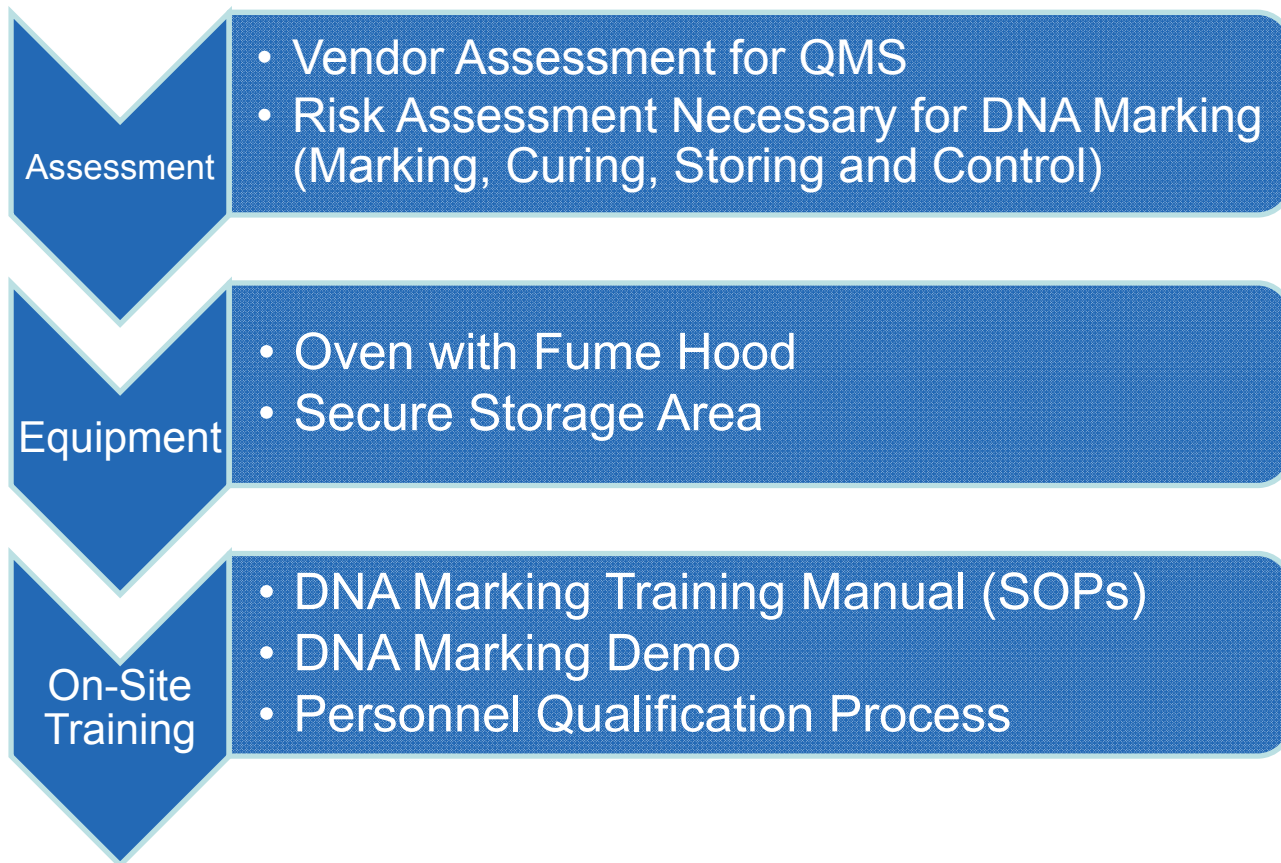 Assessment
• Vendor Assessment for QMS
• Risk Assessment Necessary for DNA Marking
(Marking, Curing, Storing and Control)
Equipment
• Oven with Fume Hood
• Secure Storage Area
On-Site
Training
• DNA Marking Training Manual (SOPs)
• DNA Marking Demo
• Personnel Qualification Process